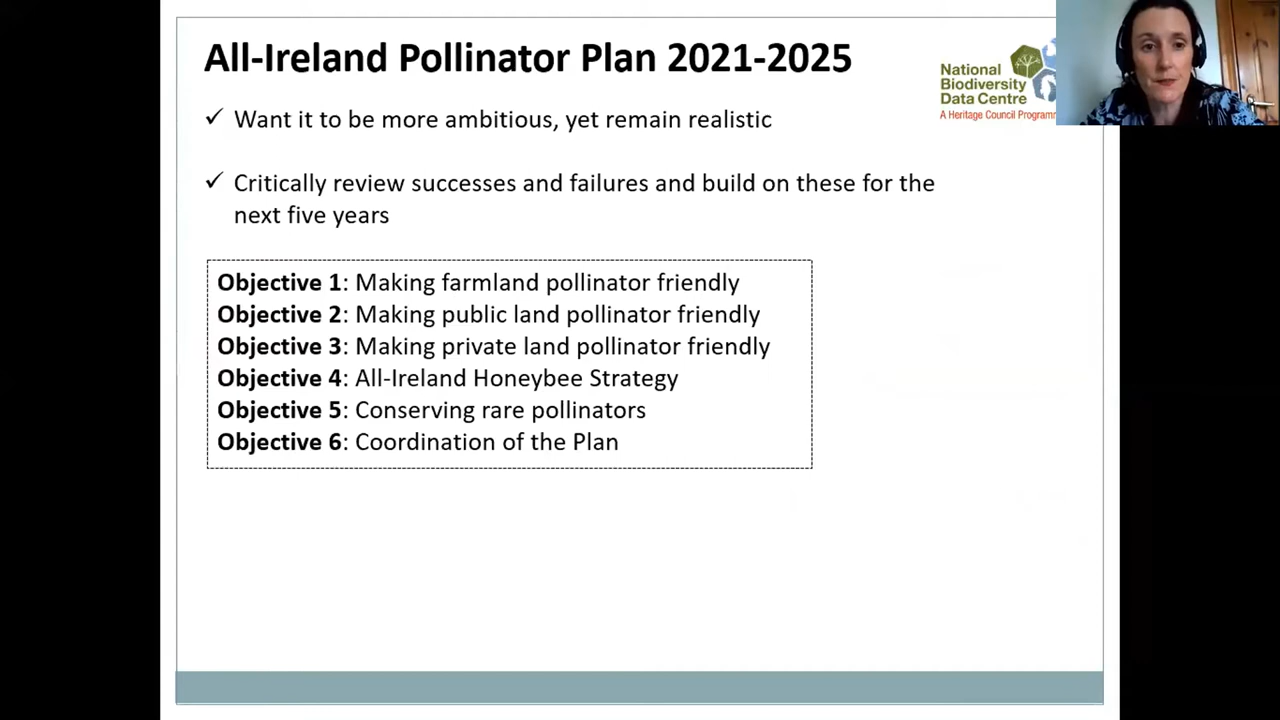 All-Ireland Pollinator Plan 2021-2025
✓ Want it to be more ambitious, yet remain realistic
✓ Critically review successes and failures and build on these for the
next five years
Objective 1: Making farmland pollinator friendly
Objective 2: Making public land pollinator friendly
Objective 3: Making private land pollinator friendly
Objective 4: All-Ireland Honeybee Strategy
Objective 5: Conserving rare pollinators
Objective 6: Coordination of the Plan
National
Biodiversity
Data Centre
A Heritage Council Program